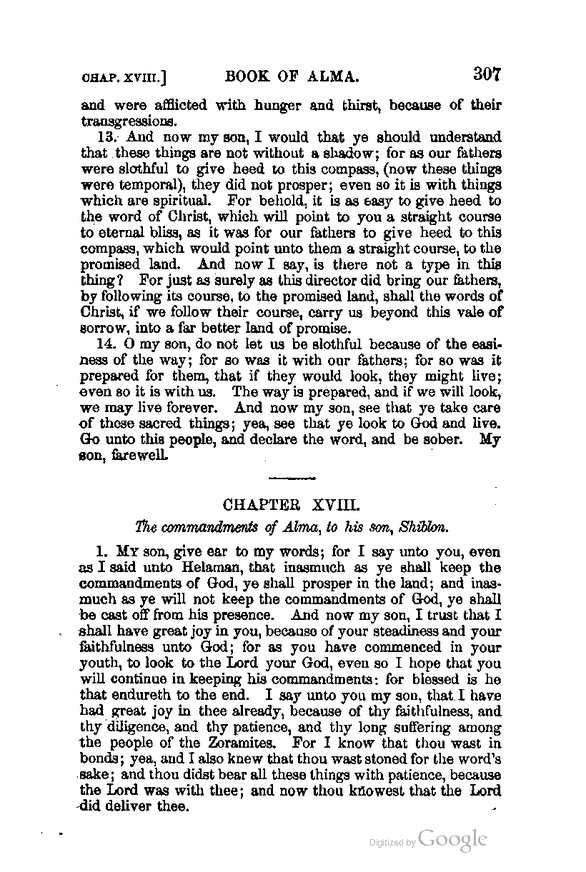 CHAP. XVIII.] BOOK OF ALMA. 307
and were afflicted with hunger and thirst, because of their
transgressions.
13. And now my son, I would that ye should understand
that these things are not without a shadow; for as our fathers
were slothful to give heed to this compass, (now these things
were temporal), they did not prosper; even so it is with things
which are spiritual. For behold, it is as easy to give heed to
the word of Christ, which will point to you a straight course
to eternal bliss, as it was for our fathers to give heed to this
compass, which would point unto them a straight course, to the
promised land. And now I say, is there not a type in this
thing? For just as surely as this director did bring our fathers,
by following its course, to the promised land, shall the words of
Christ, if we follow their course, carry us beyond this vale of
sorrow, into a far better land of promise.
14. O my son, do not let us be slothful because of the easi-
ness of the way; for so was it with our fathers; for so was it
prepared for them, that if they would look, they might live;
even so it is with us. The way is prepared, and if we will look,
we may live forever. And now my son, see that ye take care
of these sacred things; yea, see that ye look to God and live.
Go unto this people, and declare the word, and be sober. My
son, farewell.
CHAPTER XVIII.
The commandments of Alma, to his son, Shiblon.
1. MY son, give ear to my words; for I say unto you, even
as I said unto Helaman, that inasmuch as ye shall keep the
commandments of God, ye shall prosper in the land; and inas-
much as ye will not keep the commandments of God, ye shall
be cast off from his presence. And now my son, I trust that I
shall have great joy in you, because of your steadiness and your
faithfulness unto God; for as you have commenced in your
youth, to look to the Lord your God, even so I hope that you
will continue in keeping his commandments: for blessed is he
that endureth to the end. I say unto you my son, that I have
had great joy in thee already, because of thy faithfulness, and
thy diligence, and thy patience, and thy long suffering among
the people of the Zoramites. For I know that thou wast in
bonds; yea, and I also knew that thou wast stoned for the word's
sake; and thou didst bear all these things with patience, because
the Lord was with thee; and now thou knowest that the Lord
did deliver thee.
Digitized by Google